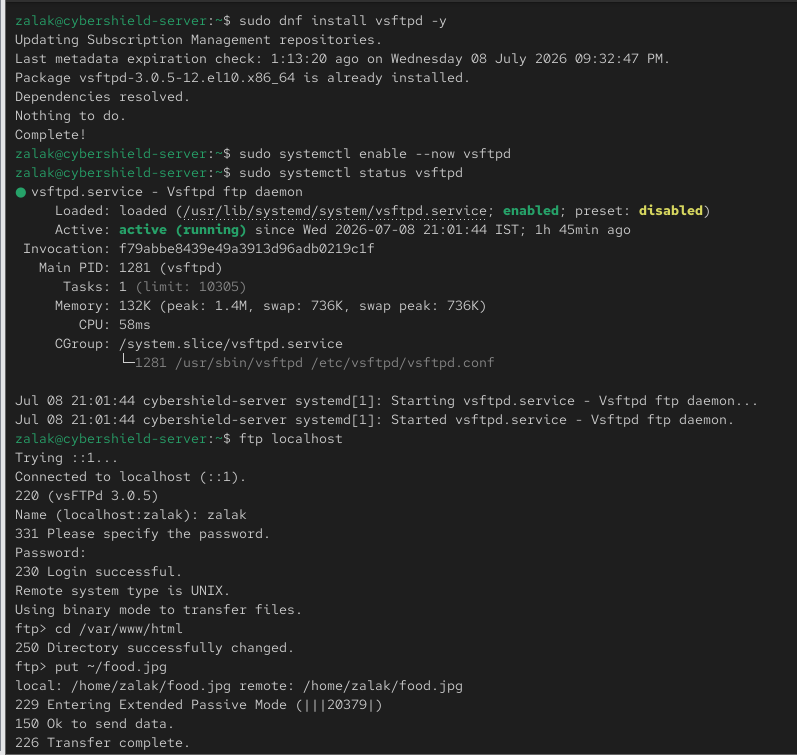 zalak@cybershield-server:~$ sudo dnf install vsftpd -y
Updating Subscription Management repositories.
Last metadata expiration check: 1:13:20 ago on Wednesday 08 July 2026 09:32:47 PM.
Package vsftpd-3.0.5-12.el10.x86_64 is already installed.
Dependencies resolved.
Nothing to do.
Complete!
zalak@cybershield-server:~$ sudo systemctl enable --now vsftpd
zalak@cybershield-server:~$ sudo systemctl status vsftpd
● vsftpd.service - Vsftpd ftp daemon
     Loaded: loaded (/usr/lib/systemd/system/vsftpd.service; enabled; preset: disabled)
     Active: active (running) since Wed 2026-07-08 21:01:44 IST; 1h 45min ago
 Invocation: f79abbe8439e49a3913d96adb0219c1f
   Main PID: 1281 (vsftpd)
      Tasks: 1 (limit: 10305)
     Memory: 132K (peak: 1.4M, swap: 736K, swap peak: 736K)
        CPU: 58ms
     CGroup: /system.slice/vsftpd.service
             └─1281 /usr/sbin/vsftpd /etc/vsftpd/vsftpd.conf

Jul 08 21:01:44 cybershield-server systemd[1]: Starting vsftpd.service - Vsftpd ftp daemon...
Jul 08 21:01:44 cybershield-server systemd[1]: Started vsftpd.service - Vsftpd ftp daemon.
zalak@cybershield-server:~$ ftp localhost
Trying ::1...
Connected to localhost (::1).
220 (vsFTPd 3.0.5)
Name (localhost:zalak): zalak
331 Please specify the password.
Password:
230 Login successful.
Remote system type is UNIX.
Using binary mode to transfer files.
ftp> cd /var/www/html
250 Directory successfully changed.
ftp> put ~/food.jpg
local: /home/zalak/food.jpg remote: /home/zalak/food.jpg
229 Entering Extended Passive Mode (|||20379|)
150 Ok to send data.
226 Transfer complete.